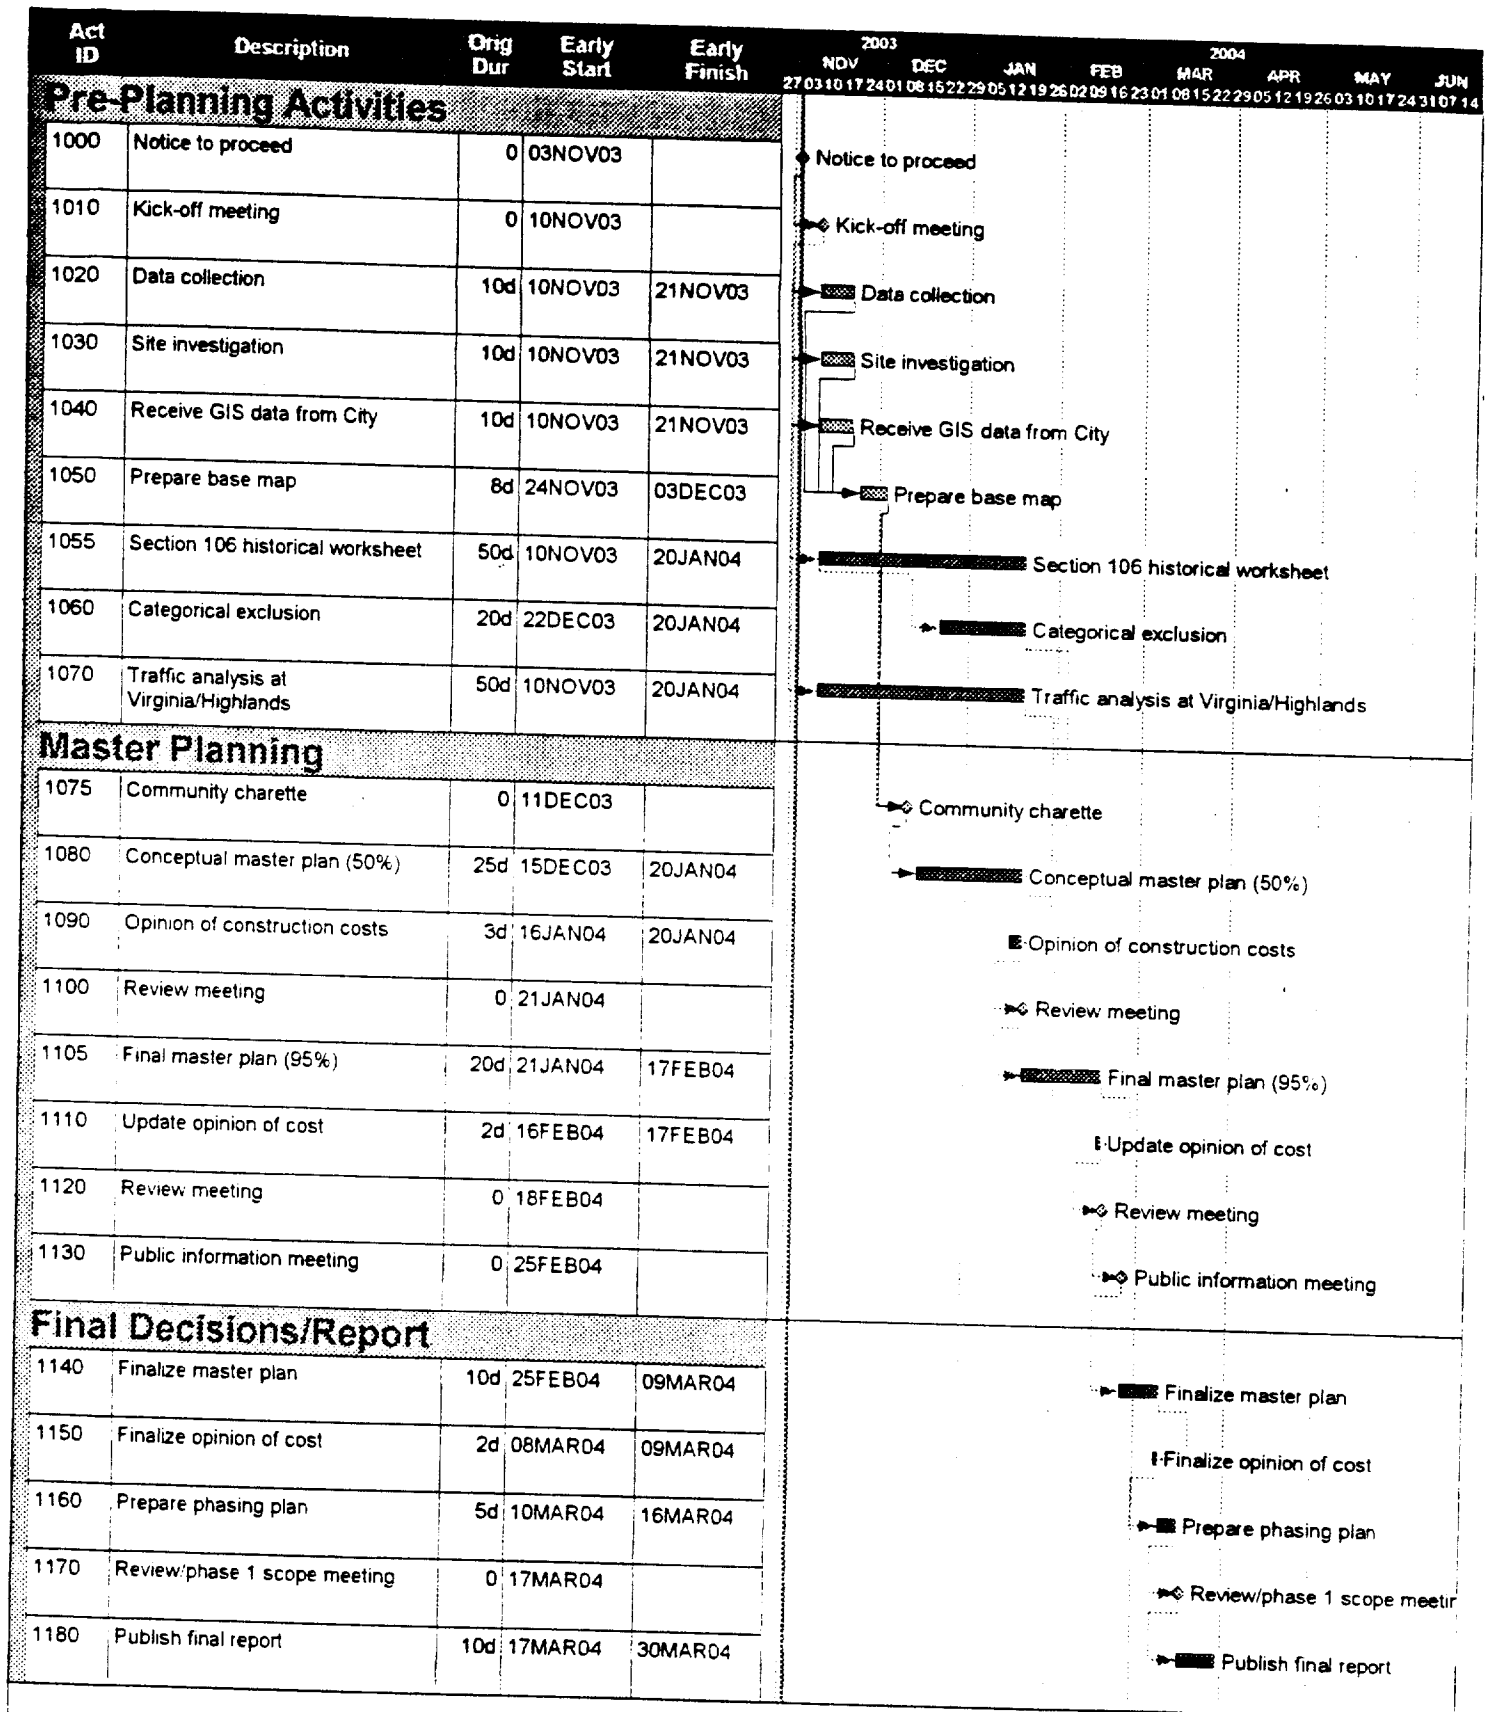 Act ID Description Orig Dur Early Start Early Finish
2003 2004
NOV DEC JAN FEB MAR APR MAY JUN
27 03 10 17 24 01 08 15 22 29 05 12 19 26 02 09 16 23 01 08 15 22 29 05 12 19 26 03 10 17 24 31 07 14
Pre-Planning Activities
1000 Notice to proceed 0 03NOV03 Notice to proceed
1010 Kick-off meeting 0 10NOV03 Kick-off meeting
1020 Data collection 10d 10NOV03 21NOV03 Data collection
1030 Site investigation 10d 10NOV03 21NOV03 Site investigation
1040 Receive GIS data from City 10d 10NOV03 21NOV03 Receive GIS data from City
1050 Prepare base map 8d 24NOV03 03DEC03 Prepare base map
1055 Section 106 historical worksheet 50d 10NOV03 20JAN04 Section 106 historical worksheet
1060 Categorical exclusion 20d 22DEC03 20JAN04 Categorical exclusion
1070 Traffic analysis at Virginia/Highlands 50d 10NOV03 20JAN04 Traffic analysis at Virginia/Highlands
Master Planning
1075 Community charette 0 11DEC03 Community charette
1080 Conceptual master plan (50%) 25d 15DEC03 20JAN04 Conceptual master plan (50%)
1090 Opinion of construction costs 3d 16JAN04 20JAN04 Opinion of construction costs
1100 Review meeting 0 21JAN04 Review meeting
1105 Final master plan (95%) 20d 21JAN04 17FEB04 Final master plan (95%)
1110 Update opinion of cost 2d 16FEB04 17FEB04 Update opinion of cost
1120 Review meeting 0 18FEB04 Review meeting
1130 Public information meeting 0 25FEB04 Public information meeting
Final Decisions/Report
1140 Finalize master plan 10d 25FEB04 09MAR04 Finalize master plan
1150 Finalize opinion of cost 2d 08MAR04 09MAR04 Finalize opinion of cost
1160 Prepare phasing plan 5d 10MAR04 16MAR04 Prepare phasing plan
1170 Review/phase 1 scope meeting 0 17MAR04 Review/phase 1 scope meetir
1180 Publish final report 10d 17MAR04 30MAR04 Publish final report